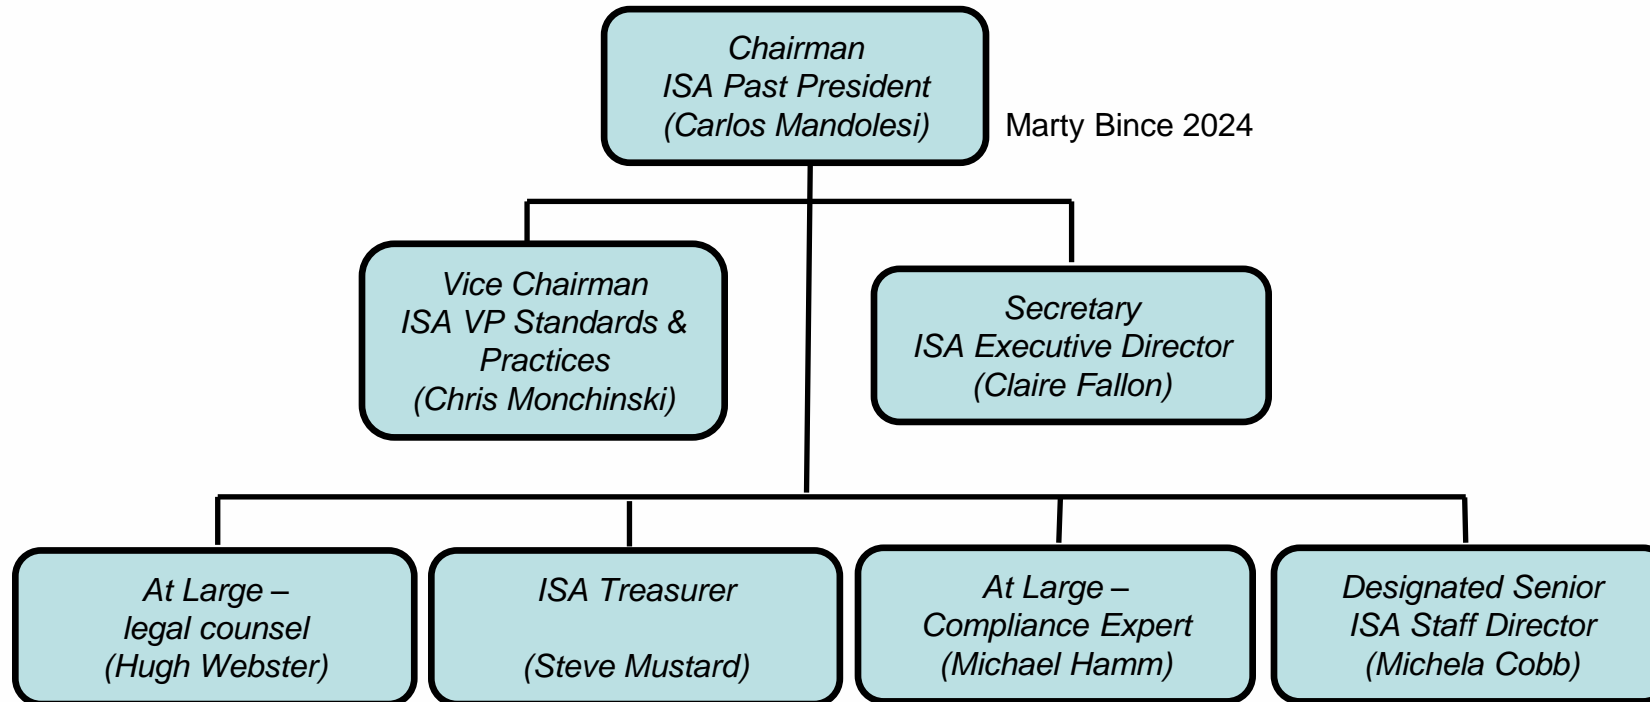 Chairman
ISA Past President
(Carlos Mandolesi)
Marty Bince 2024
Vice Chairman
ISA VP Standards &
Practices
(Chris Monchinski)
Secretary
ISA Executive Director
(Claire Fallon)
At Large –
legal counsel
(Hugh Webster)
ISA Treasurer
(Steve Mustard)
At Large –
Compliance Expert
(Michael Hamm)
Designated Senior
ISA Staff Director
(Michela Cobb)